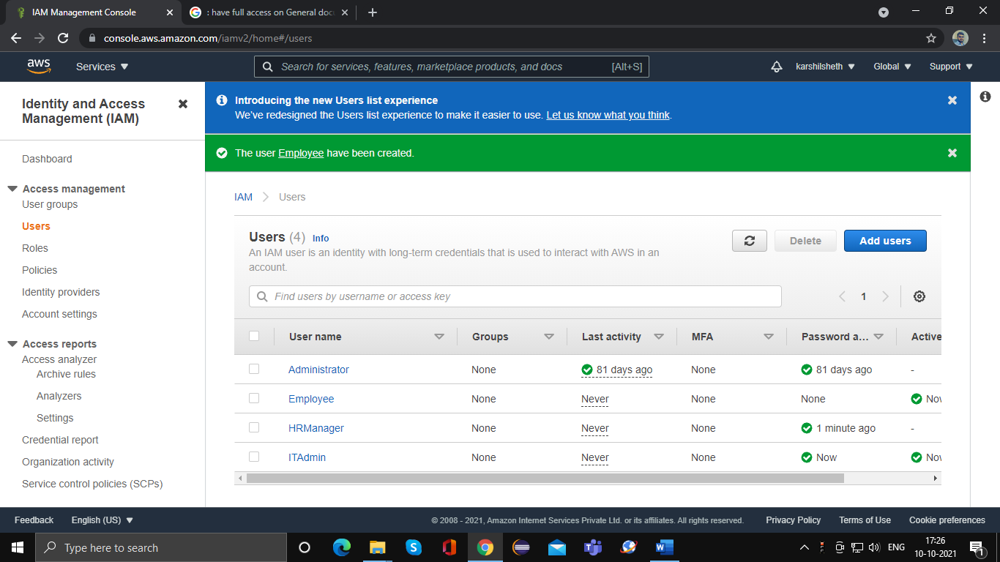 IAM Management Console
: have full access on General docu
console.aws.amazon.com/iamv2/home#/users
aws
Services
Search for services, features, marketplace products, and docs
[Alt+S]
karshilsheth
Global
Support
Identity and Access
Management (IAM)
Dashboard
Access management
User groups
Users
Roles
Policies
Identity providers
Account settings
Access reports
Access analyzer
Archive rules
Analyzers
Settings
Credential report
Organization activity
Service control policies (SCPs)
Introducing the new Users list experience
We've redesigned the Users list experience to make it easier to use. Let us know what you think.
The user Employee have been created.
IAM Users
Users (4) Info
An IAM user is an identity with long-term credentials that is used to interact with AWS in an
account.
Delete
Add users
Find users by username or access key
1
User name Groups Last activity MFA Password a... Active
Administrator None 81 days ago None 81 days ago -
Employee None Never None None Nov
HRManager None Never None 1 minute ago -
ITAdmin None Never None Now Nov
Feedback English (US) © 2008 - 2021, Amazon Internet Services Private Ltd. or its affiliates. All rights reserved. Privacy Policy Terms of Use Cookie preferences
Type here to search
ENG
17:26
10-10-2021
1